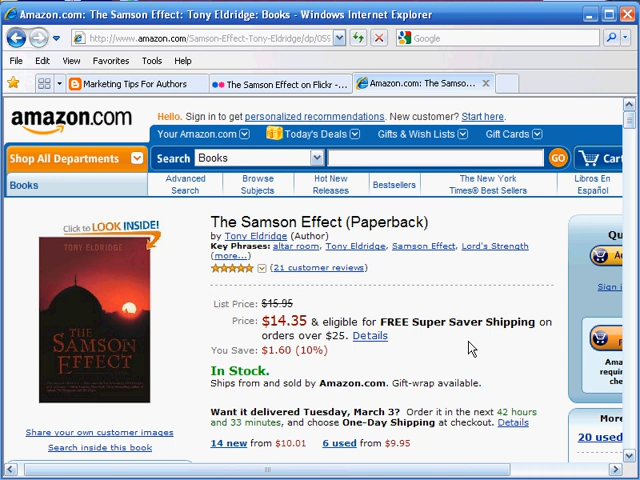 Amazon.com: The Samson Effect: Tony Eldridge: Books - Windows Internet Explorer
http://www.amazon.com/Samson-Effect-Tony-Eldridge/dp/059
Google
File Edit View Favorites Tools Help
Marketing Tips For Authors
The Samson Effect on Flickr -...
Amazon.com: The Samso...
amazon.com
Hello. Sign in to get personalized recommendations. New customer? Start here.
Your Amazon.com Today's Deals Gifts & Wish Lists Gift Cards
Shop All Departments
Search Books GO Cart
Books
Advanced Search
Browse Subjects
Hot New Releases
Bestsellers
The New York Times® Best Sellers
Libros En Español
Click to LOOK INSIDE!
TONY ELDRIDGE
THE
SAMSON
EFFECT
Share your own customer images
Search inside this book
The Samson Effect (Paperback)
by Tony Eldridge (Author)
Key Phrases: altar room, Tony Eldridge, Samson Effect, Lord's Strength
(more...)
(21 customer reviews)
List Price: $15.95
Price: $14.35 & eligible for FREE Super Saver Shipping on
orders over $25. Details
You Save: $1.60 (10%)
In Stock.
Ships from and sold by Amazon.com. Gift-wrap available.
Want it delivered Tuesday, March 3? Order it in the next 42 hours
and 33 minutes, and choose One-Day Shipping at checkout. Details
14 new from $10.01 6 used from $9.95
Qu
A
Sign i
Amaz
require
chec
More
20 used